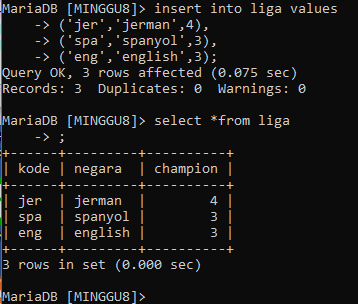 MariaDB [MINGGU8]> insert into liga values
    -> ('jer','jerman',4),
    -> ('spa','spanyol',3),
    -> ('eng','english',3);
Query OK, 3 rows affected (0.075 sec)
Records: 3  Duplicates: 0  Warnings: 0

MariaDB [MINGGU8]> select *from liga
    -> ;
+------+---------+----------+
| kode | negara  | champion |
+------+---------+----------+
| jer  | jerman  |        4 |
| spa  | spanyol |        3 |
| eng  | english |        3 |
+------+---------+----------+
3 rows in set (0.000 sec)

MariaDB [MINGGU8]>